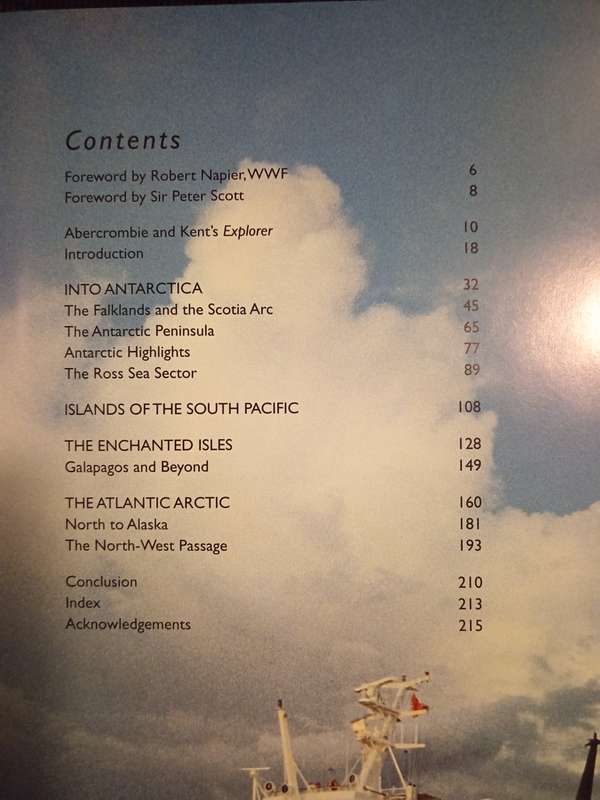 Contents
Foreword by Robert Napier, WWF 6
Foreword by Sir Peter Scott 8
Abercrombie and Kent's Explorer 10
Introduction 18
INTO ANTARCTICA 32
The Falklands and the Scotia Arc 45
The Antarctic Peninsula 65
Antarctic Highlights 77
The Ross Sea Sector 89
ISLANDS OF THE SOUTH PACIFIC 108
THE ENCHANTED ISLES 128
Galapagos and Beyond 149
THE ATLANTIC ARCTIC 160
North to Alaska 181
The North-West Passage 193
Conclusion 210
Index 213
Acknowledgements 215